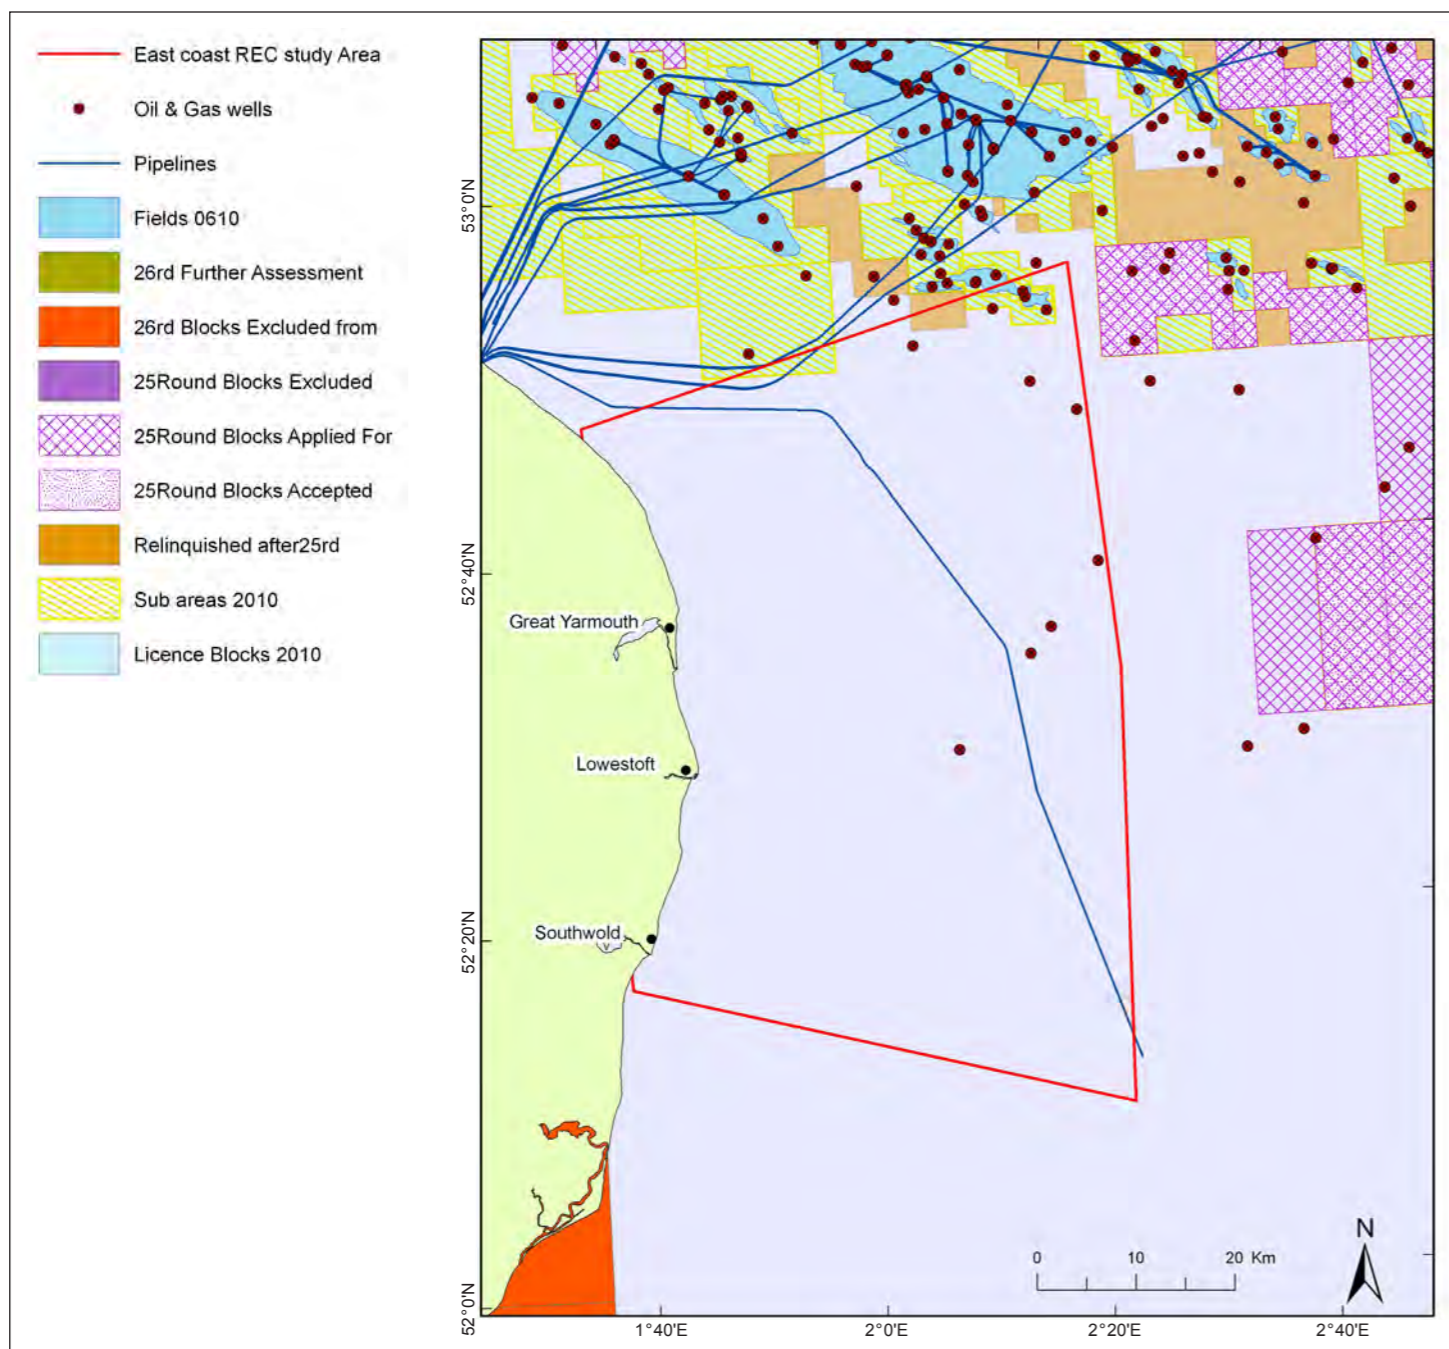 East coast REC study Area
Oil & Gas wells
Pipelines
Fields 0610
26rd Further Assessment
26rd Blocks Excluded from
25Round Blocks Excluded
25Round Blocks Applied For
25Round Blocks Accepted
Relinquished after25rd
Sub areas 2010
Licence Blocks 2010
53°0'N
52°40'N
52°20'N
52°0'N
Great Yarmouth
Lowestoft
Southwold
N
0 10 20 Km
1°40'E 2°0'E 2°20'E 2°40'E